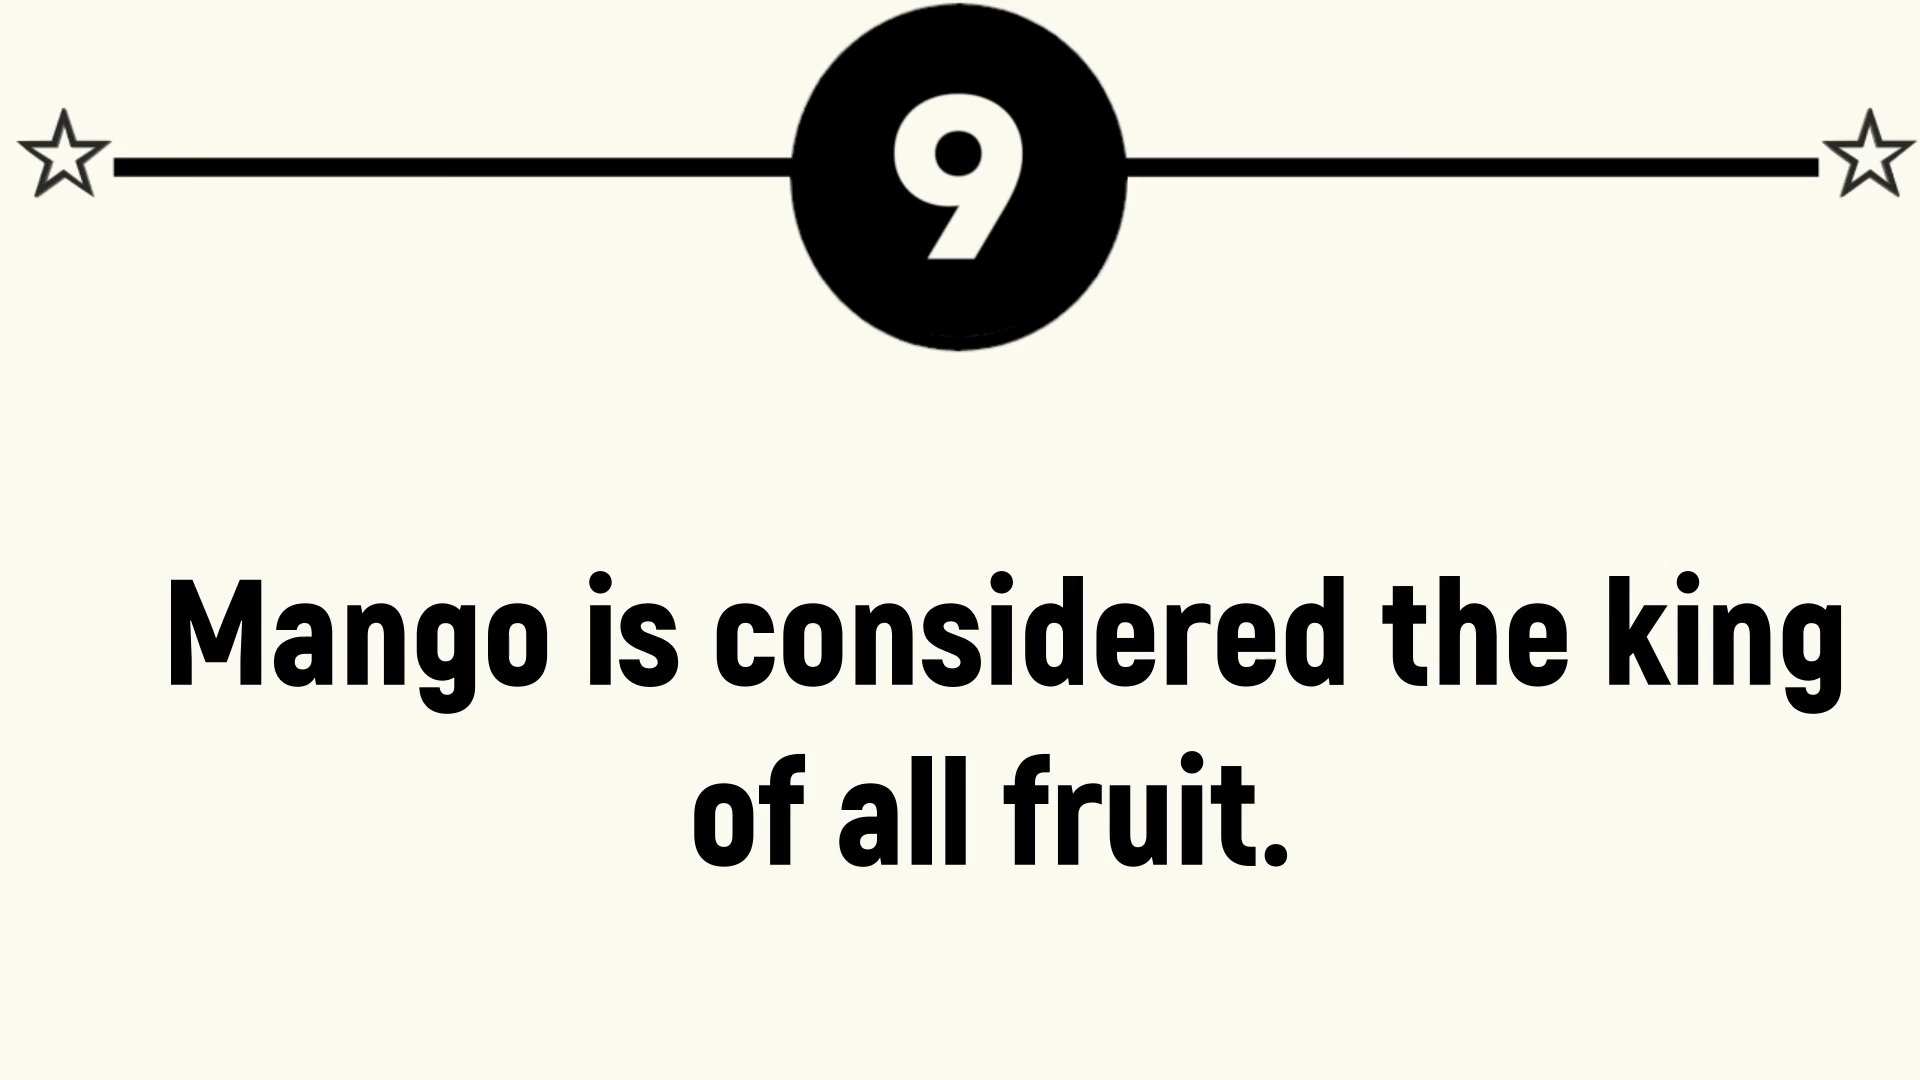 9
Mango is considered the king
of all fruit.